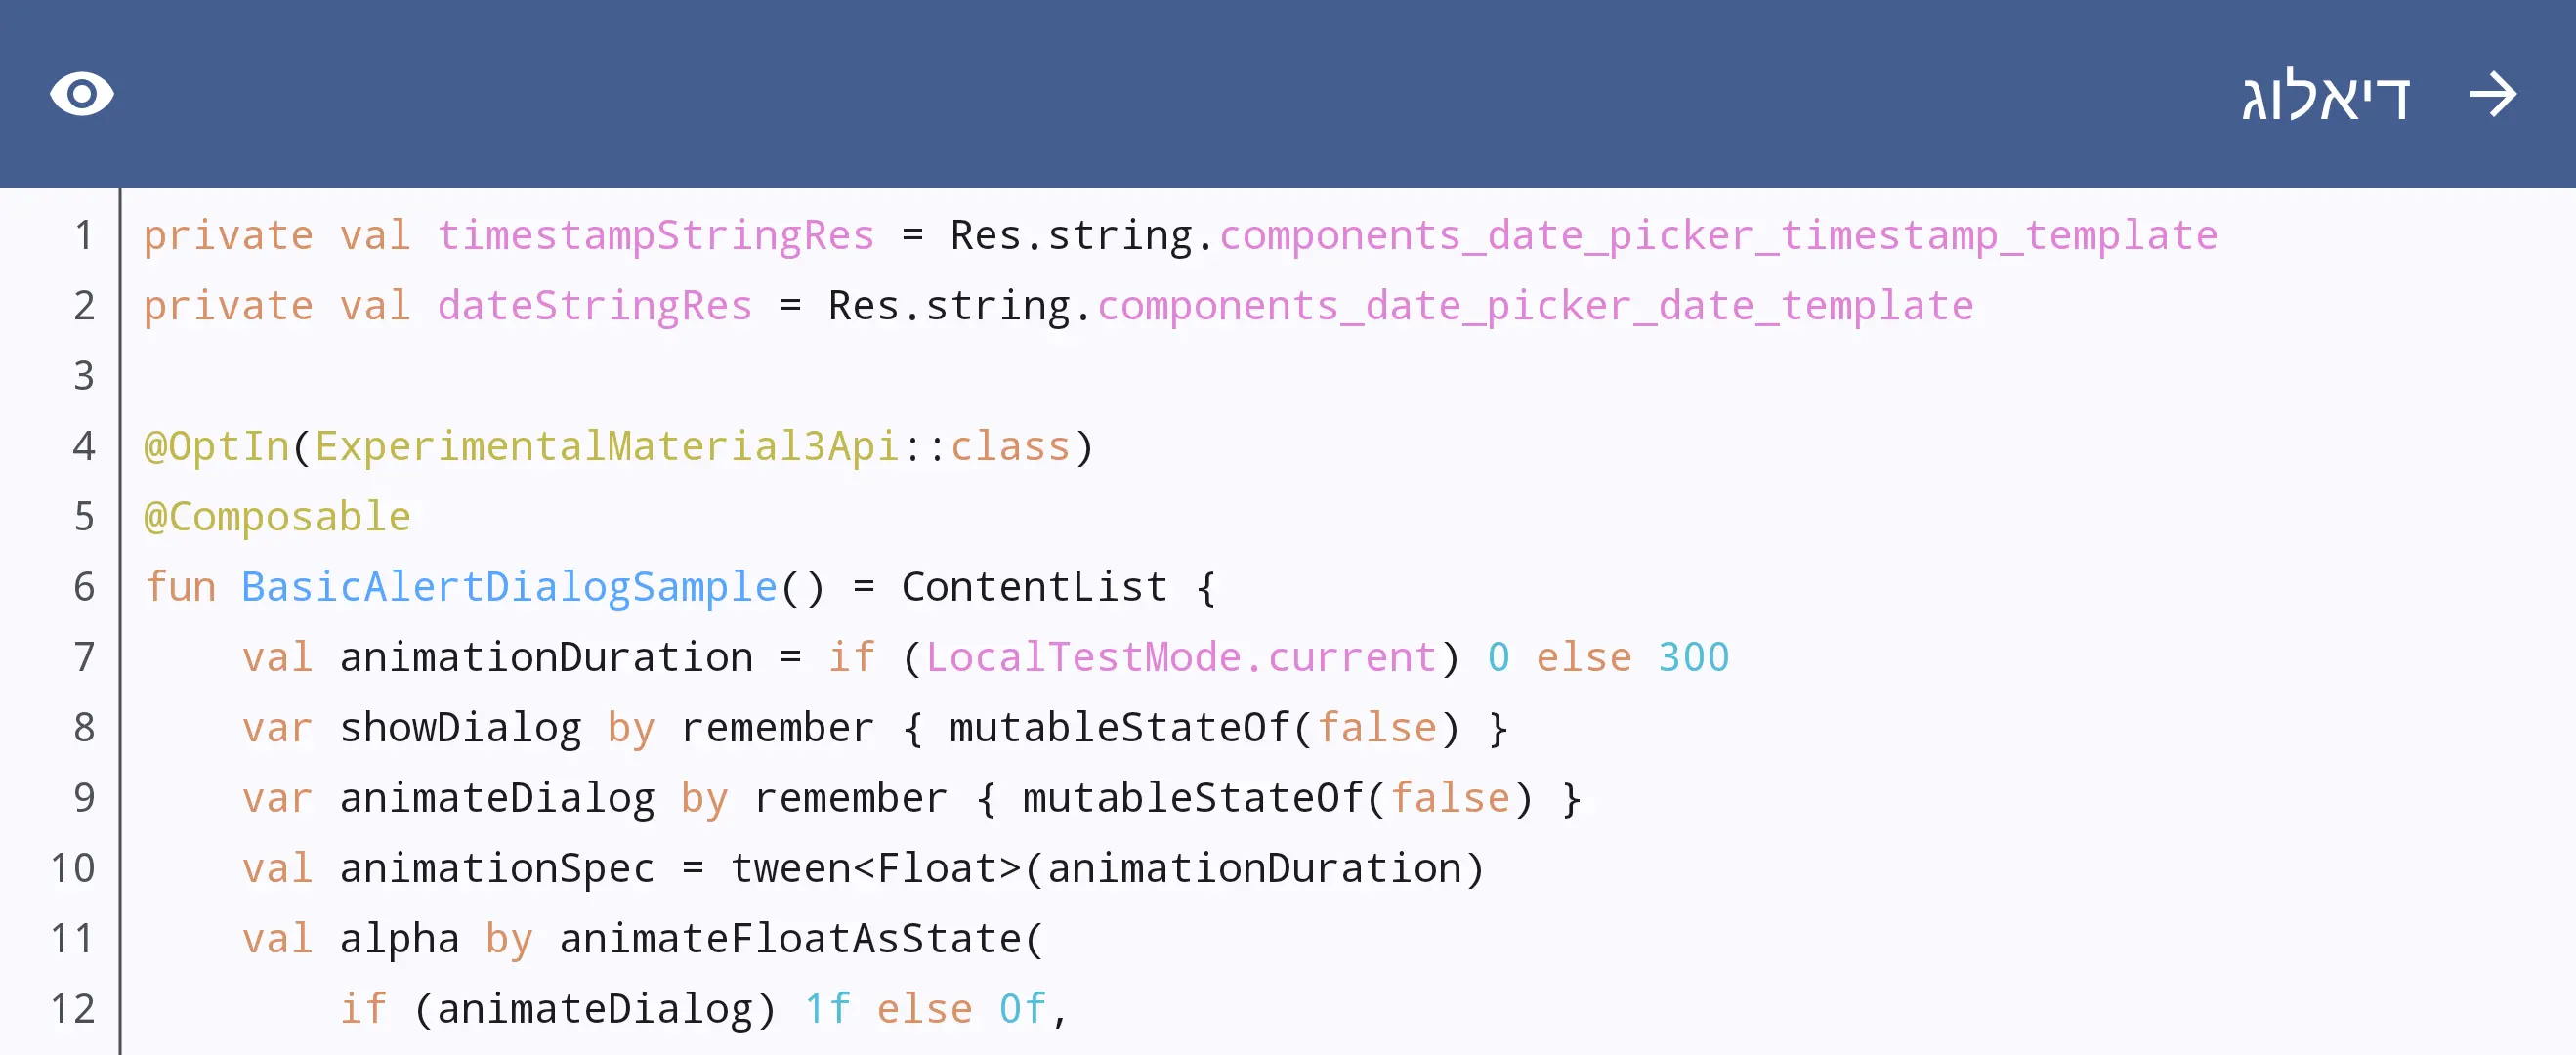 דיאלוג
1 private val timestampStringRes = Res.string.components_date_picker_timestamp_template
2 private val dateStringRes = Res.string.components_date_picker_date_template
3
4 @OptIn(ExperimentalMaterial3Api::class)
5 @Composable
6 fun BasicAlertDialogSample() = ContentList {
7     val animationDuration = if (LocalTestMode.current) 0 else 300
8     var showDialog by remember { mutableStateOf(false) }
9     var animateDialog by remember { mutableStateOf(false) }
10     val animationSpec = tween<Float>(animationDuration)
11     val alpha by animateFloatAsState(
12         if (animateDialog) 1f else 0f,